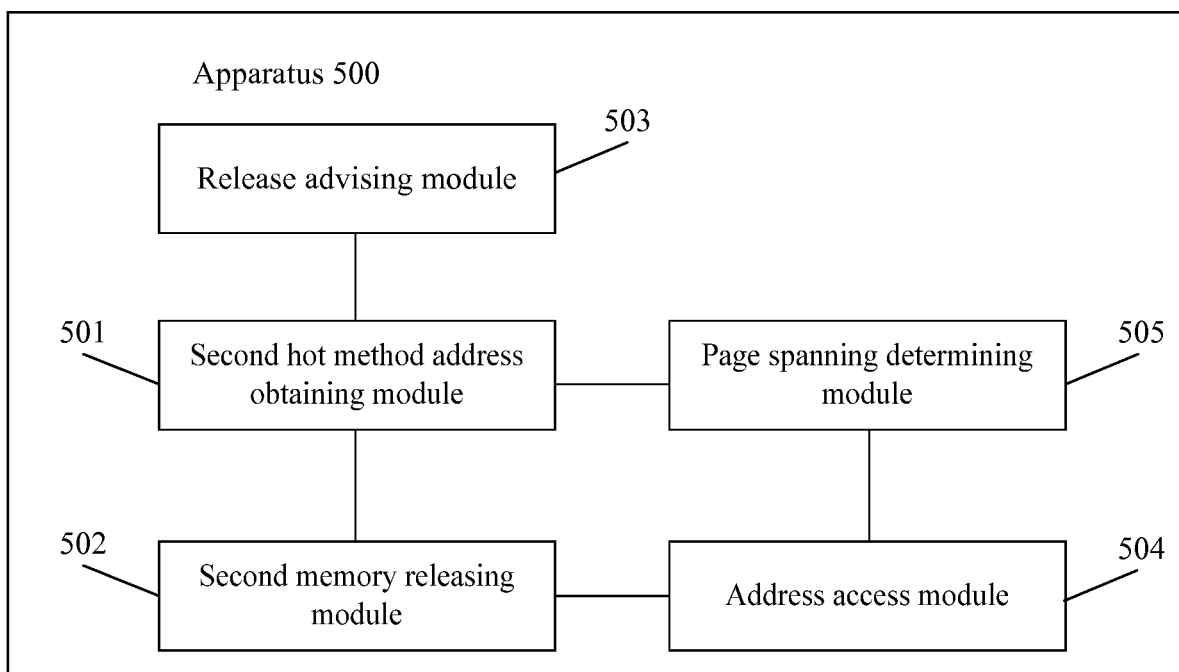 Apparatus 500
503
Release advising module
501
Second hot method address
obtaining module
505
Page spanning determining
module
502
Second memory releasing
module
504
Address access module